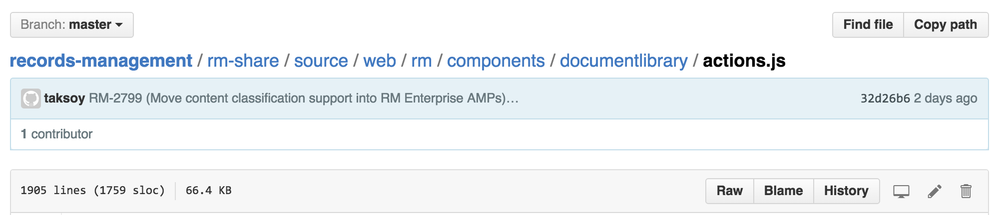 Branch: master Find file Copy path
records-management / rm-share / source / web / rm / components / documentlibrary / actions.js
taksoy RM-2799 (Move content classification support into RM Enterprise AMPs)… 32d26b6 2 days ago
1 contributor
1905 lines (1759 sloc) 66.4 KB Raw Blame History